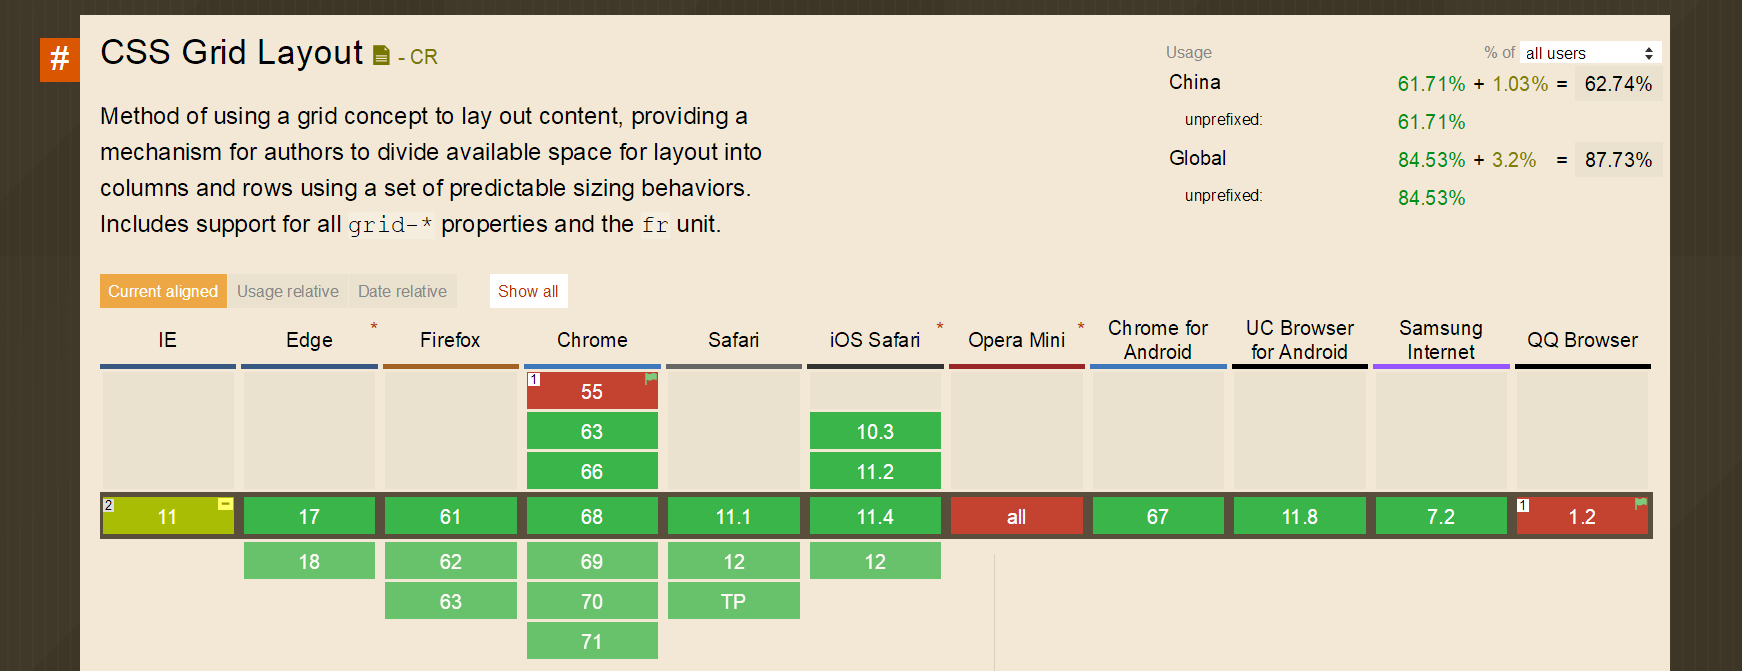 #
CSS Grid Layout - CR
Usage % of all users
China 61.71% + 1.03% = 62.74%
unprefixed: 61.71%
Global 84.53% + 3.2% = 87.73%
unprefixed: 84.53%
Method of using a grid concept to lay out content, providing a
mechanism for authors to divide available space for layout into
columns and rows using a set of predictable sizing behaviors.
Includes support for all grid-* properties and the fr unit.
Current aligned Usage relative Date relative Show all
IE Edge * Firefox Chrome Safari iOS Safari * Opera Mini * Chrome for Android UC Browser for Android Samsung Internet QQ Browser
1 55
63 10.3
66 11.2
2 11 17 61 68 11.1 11.4 all 67 11.8 7.2 1 1.2
18 62 69 12 12
63 70 TP
71